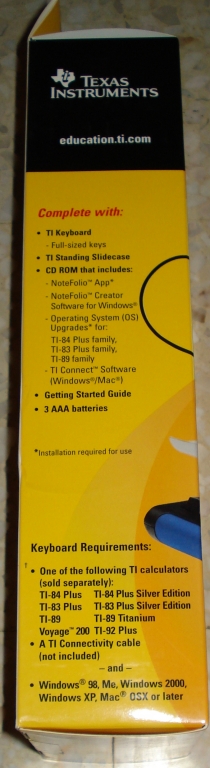 TEXAS
INSTRUMENTS
education.ti.com
Complete with:
• TI Keyboard
- Full-sized keys
• TI Standing Slidecase
• CD ROM that includes:
- NoteFolio™ App*
- NoteFolio™ Creator
Software for Windows®
- Operating System (OS)
Upgrades* for:
TI-84 Plus family,
TI-83 Plus family,
TI-89 family
- TI Connect™ Software
(Windows®/Mac®)
• Getting Started Guide
• 3 AAA batteries
*Installation required for use
Keyboard Requirements:
†• One of the following TI calculators
(sold separately):
TI-84 Plus TI-84 Plus Silver Edition
TI-83 Plus TI-83 Plus Silver Edition
TI-89 TI-89 Titanium
Voyage™ 200 TI-92 Plus
• A TI Connectivity cable
(not included)
– and –
• Windows® 98, Me, Windows 2000,
Windows XP, Mac® OSX or later